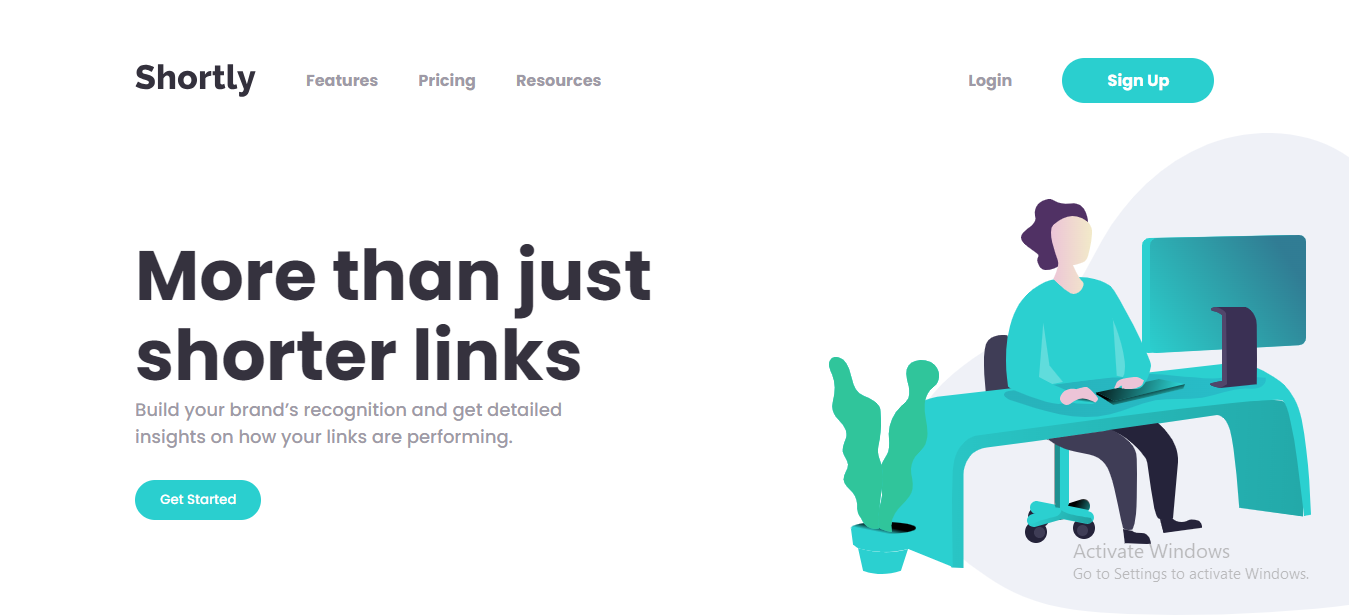 Shortly
Features
Pricing
Resources
Login
Sign Up
More than just
shorter links
Build your brand’s recognition and get detailed
insights on how your links are performing.
Get Started
Activate Windows
Go to Settings to activate Windows.